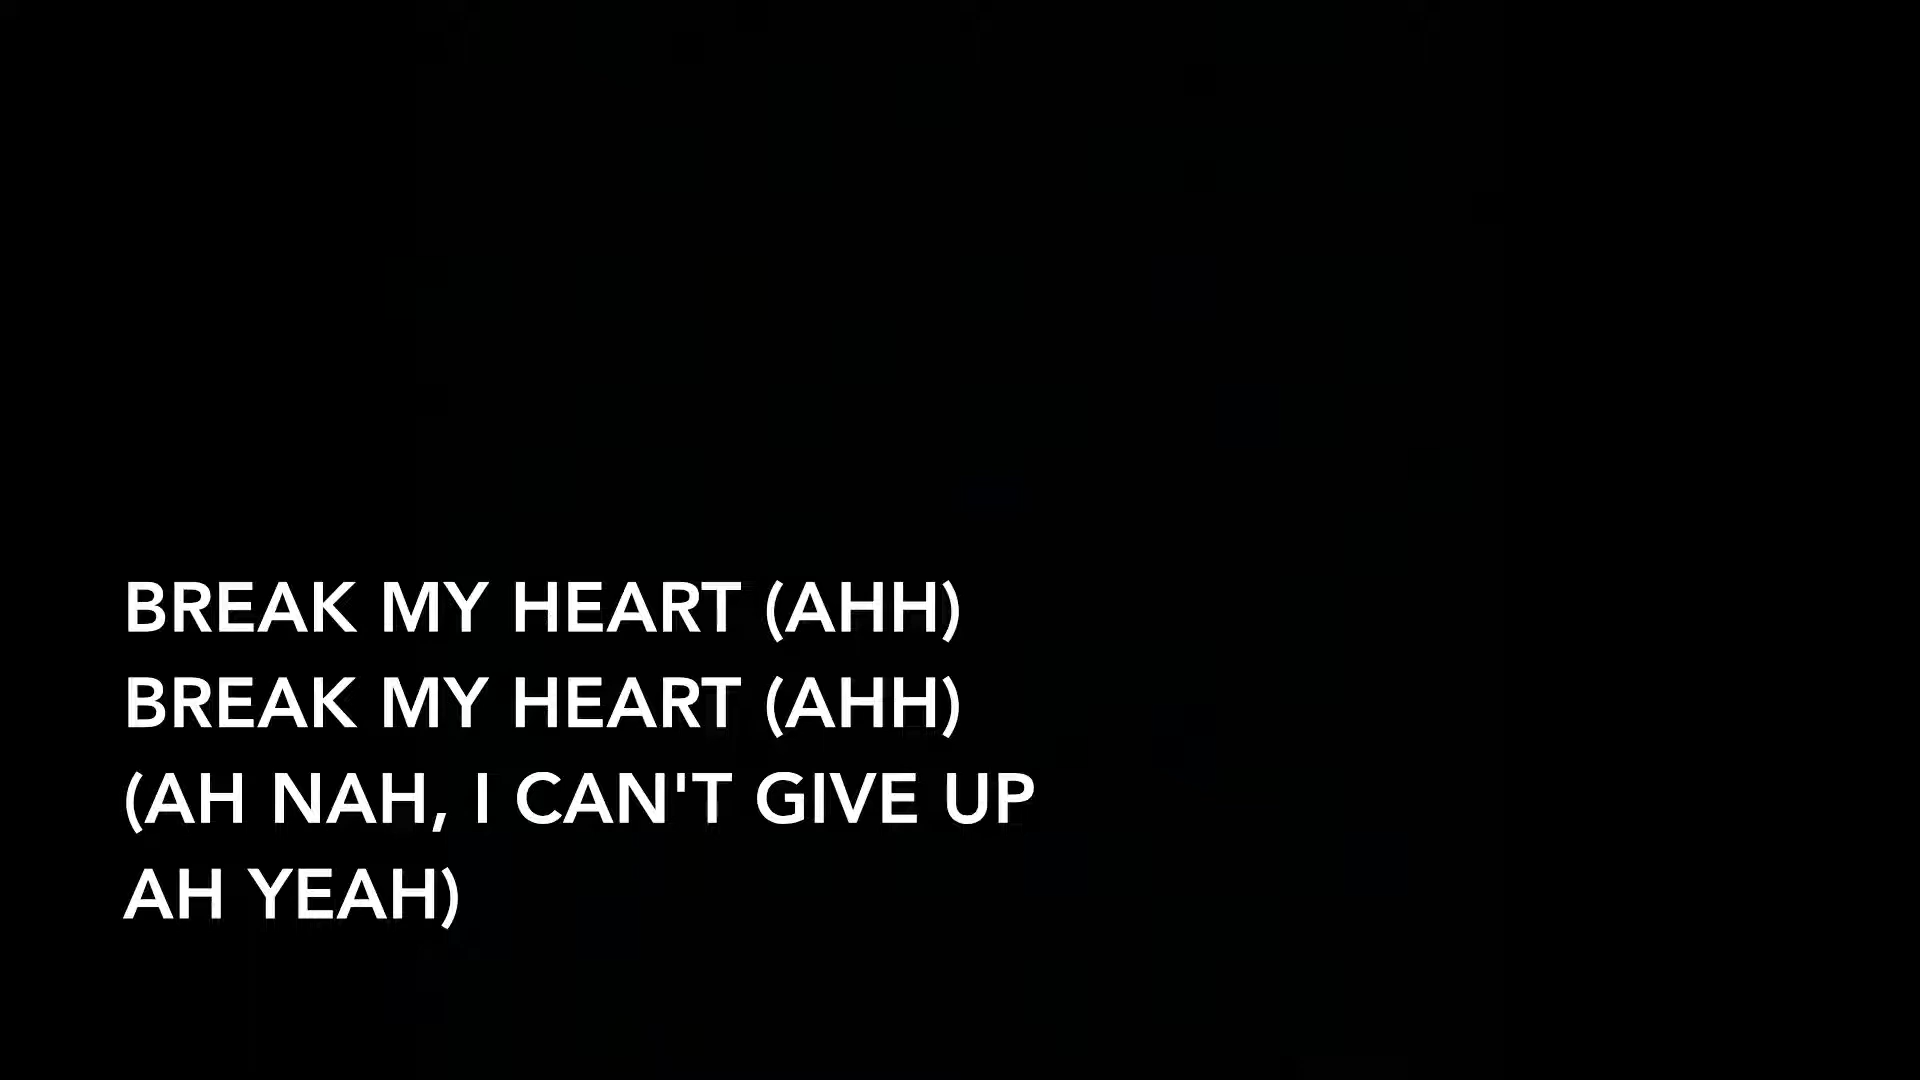 BREAK MY HEART (AHH)
BREAK MY HEART (AHH)
(AH NAH, I CAN'T GIVE UP
AH YEAH)